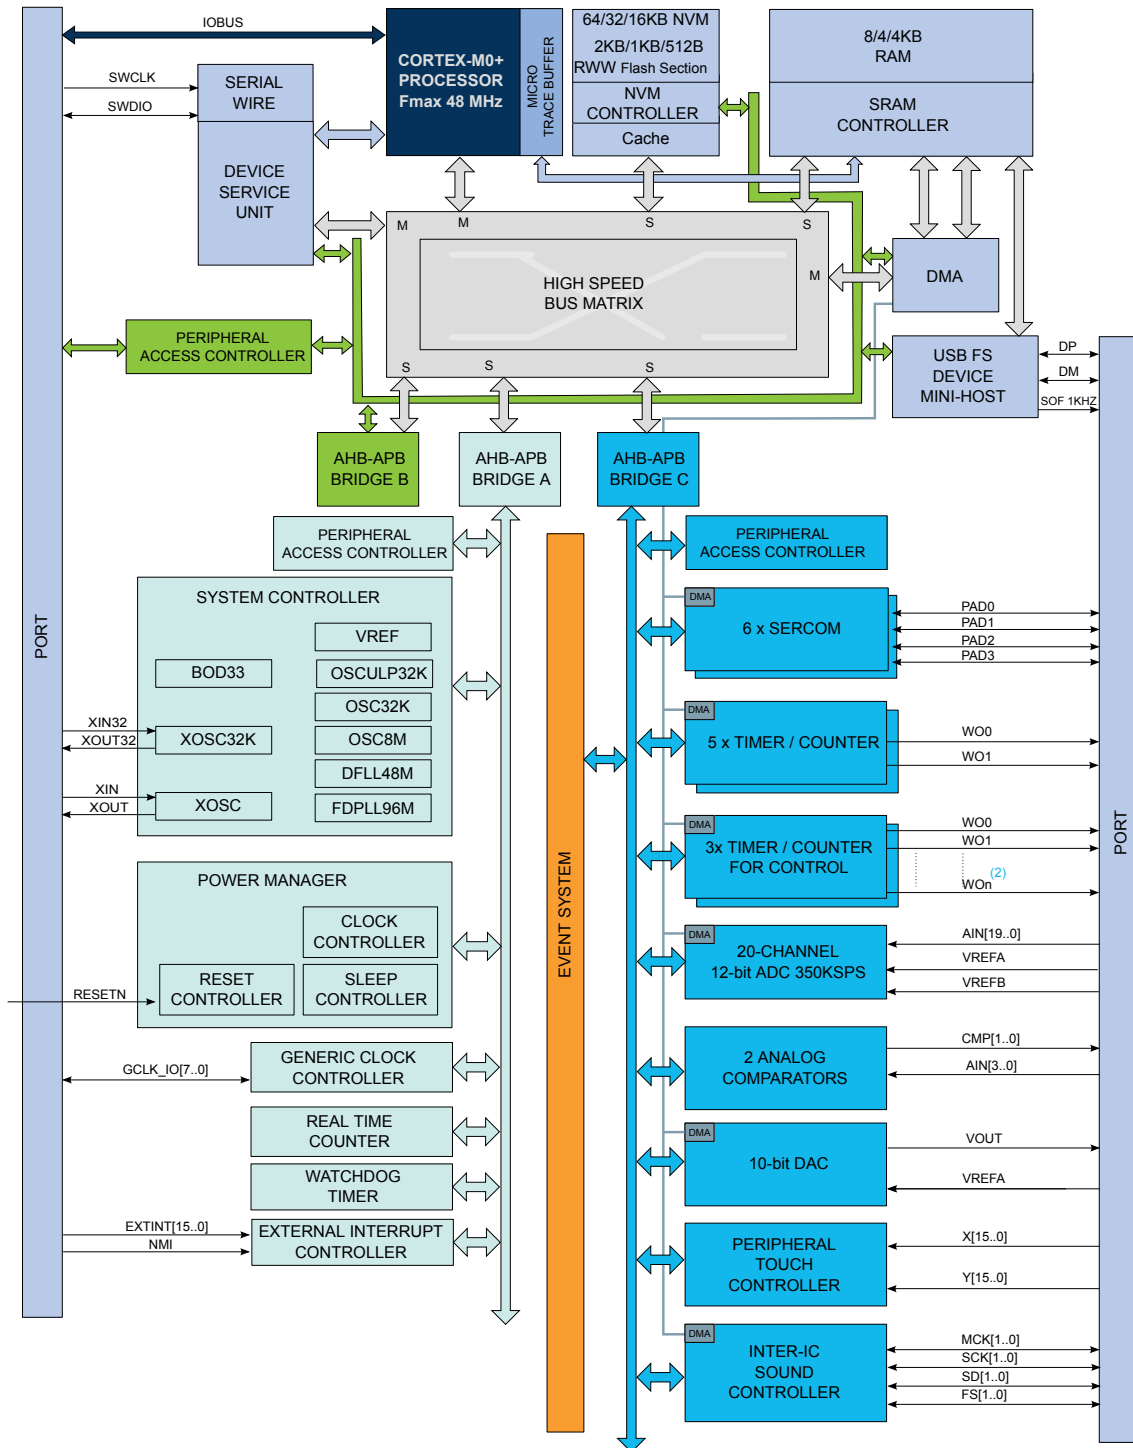 IOBUS
SWCLK
SWDIO
PORT
SERIAL
WIRE
DEVICE
SERVICE
UNIT
CORTEX-M0+
PROCESSOR
Fmax 48 MHz
MICRO
TRACE BUFFER
64/32/16KB NVM
2KB/1KB/512B
RWW Flash Section
NVM
CONTROLLER
Cache
8/4/4KB
RAM
SRAM
CONTROLLER
M
M
S
S
M
HIGH SPEED
BUS MATRIX
S
S
S
DMA
PERIPHERAL
ACCESS CONTROLLER
USB FS
DEVICE
MINI-HOST
DP
DM
SOF 1KHZ
AHB-APB
BRIDGE B
AHB-APB
BRIDGE A
AHB-APB
BRIDGE C
PERIPHERAL
ACCESS CONTROLLER
SYSTEM CONTROLLER
VREF
BOD33
OSCULP32K
OSC32K
XOSC32K
OSC8M
DFLL48M
XOSC
FDPLL96M
XIN32
XOUT32
XIN
XOUT
POWER MANAGER
CLOCK
CONTROLLER
RESET
CONTROLLER
SLEEP
CONTROLLER
RESETN
GENERIC CLOCK
CONTROLLER
GCLK_IO[7..0]
REAL TIME
COUNTER
WATCHDOG
TIMER
EXTERNAL INTERRUPT
CONTROLLER
EXTINT[15..0]
NMI
EVENT SYSTEM
PERIPHERAL
ACCESS CONTROLLER
DMA
6 x SERCOM
PAD0
PAD1
PAD2
PAD3
DMA
5 x TIMER / COUNTER
WO0
WO1
DMA
3x TIMER / COUNTER
FOR CONTROL
WO0
WO1
(2)
WOn
DMA
20-CHANNEL
12-bit ADC 350KSPS
AIN[19..0]
VREFA
VREFB
2 ANALOG
COMPARATORS
CMP[1..0]
AIN[3..0]
DMA
10-bit DAC
VOUT
VREFA
PERIPHERAL
TOUCH
CONTROLLER
X[15..0]
Y[15..0]
DMA
INTER-IC
SOUND
CONTROLLER
MCK[1..0]
SCK[1..0]
SD[1..0]
FS[1..0]
PORT